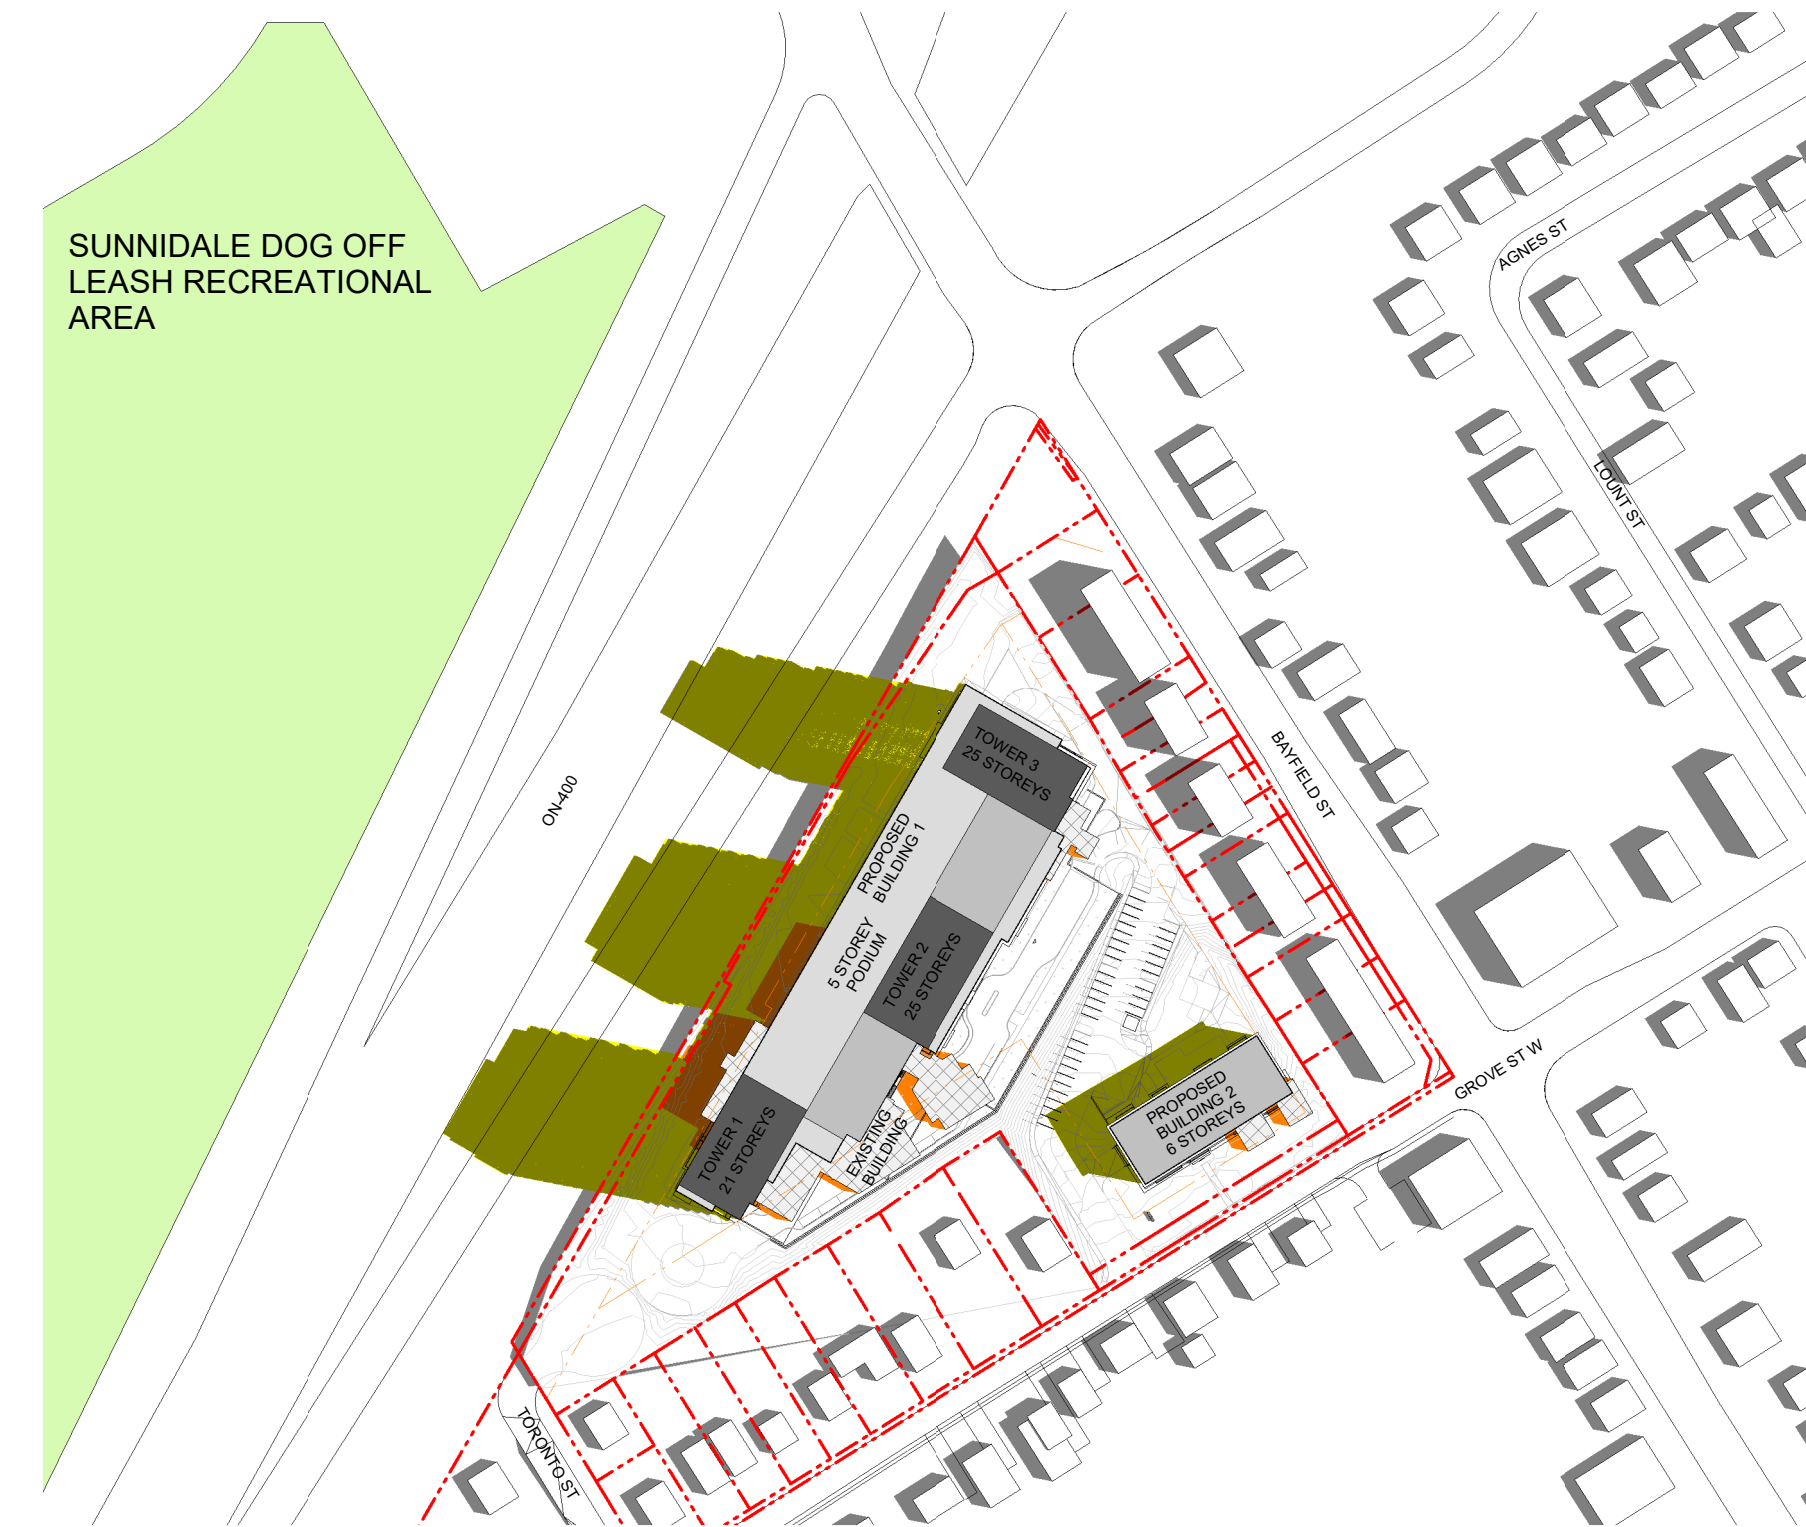 SUNNIDALE DOG OFF
LEASH RECREATIONAL
AREA
AGNES ST
LOUNT ST
BAYFIELD ST
ON-400
TOWER 3
25 STOREYS
PROPOSED
BUILDING 1
5 STOREY
PODIUM
TOWER 2
25 STOREYS
TOWER 1
21 STOREYS
EXISTING
BUILDING
PROPOSED
BUILDING 2
6 STOREYS
GROVE ST W
TORONTO ST